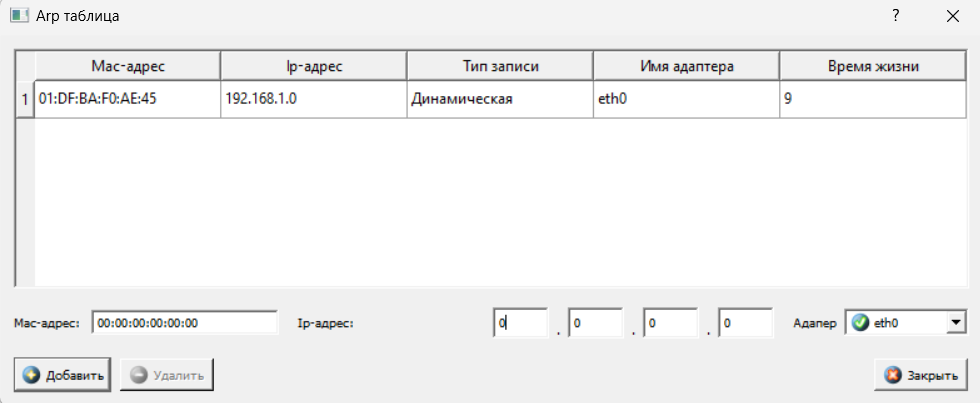 Arp таблица
Mac-адрес Ip-адрес Тип записи Имя адаптера Время жизни
1 01:DF:BA:F0:AE:45 192.168.1.0 Динамическая eth0 9
Mac-адрес: 00:00:00:00:00:00 Ip-адрес: 0 . 0 . 0 . 0 Адапер eth0
Добавить Удалить Закрыть